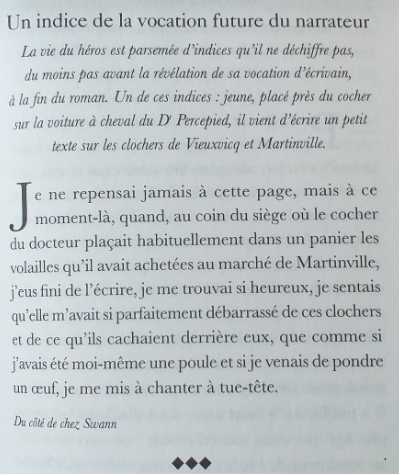 Un indice de la vocation future du narrateur
La vie du héros est parsemée d'indices qu'il ne déchiffre pas,
du moins pas avant la révélation de sa vocation d'écrivain,
à la fin du roman. Un de ces indices : jeune, placé près du cocher
sur la voiture à cheval du Dr Percepied, il vient d'écrire un petit
texte sur les clochers de Vieuxvicq et Martinville.
Je ne repensai jamais à cette page, mais à ce
moment-là, quand, au coin du siège où le cocher
du docteur plaçait habituellement dans un panier les
volailles qu'il avait achetées au marché de Martinville,
j'eus fini de l'écrire, je me trouvai si heureux, je sentais
qu'elle m'avait si parfaitement débarrassé de ces clochers
et de ce qu'ils cachaient derrière eux, que comme si
j'avais été moi-même une poule et si je venais de pondre
un œuf, je me mis à chanter à tue-tête.
Du côté de chez Swann